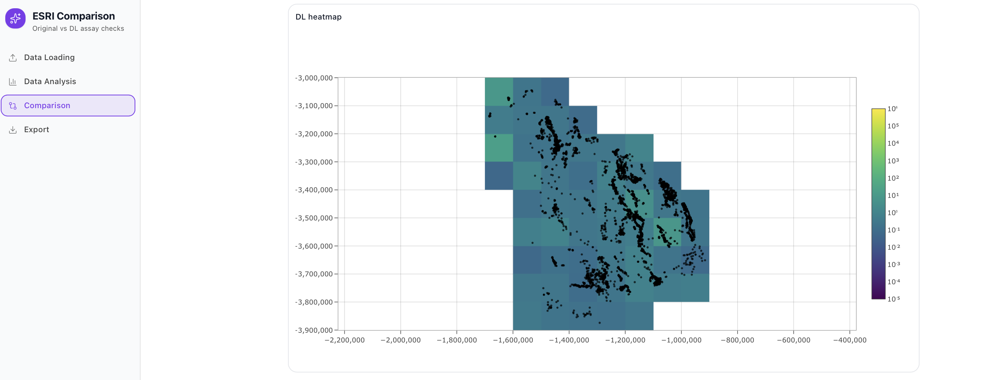 ESRI Comparison
Original vs DL assay checks
Data Loading
Data Analysis
Comparison
Export
DL heatmap
-3,000,000
-3,100,000
-3,200,000
-3,300,000
-3,400,000
-3,500,000
-3,600,000
-3,700,000
-3,800,000
-3,900,000
−2,200,000 −2,000,000 −1,800,000 −1,600,000 −1,400,000 −1,200,000 −1,000,000 −800,000 −600,000 −400,000
10⁶
10⁵
10⁴
10³
10²
10¹
10⁰
10⁻¹
10⁻²
10⁻³
10⁻⁴
10⁻⁵